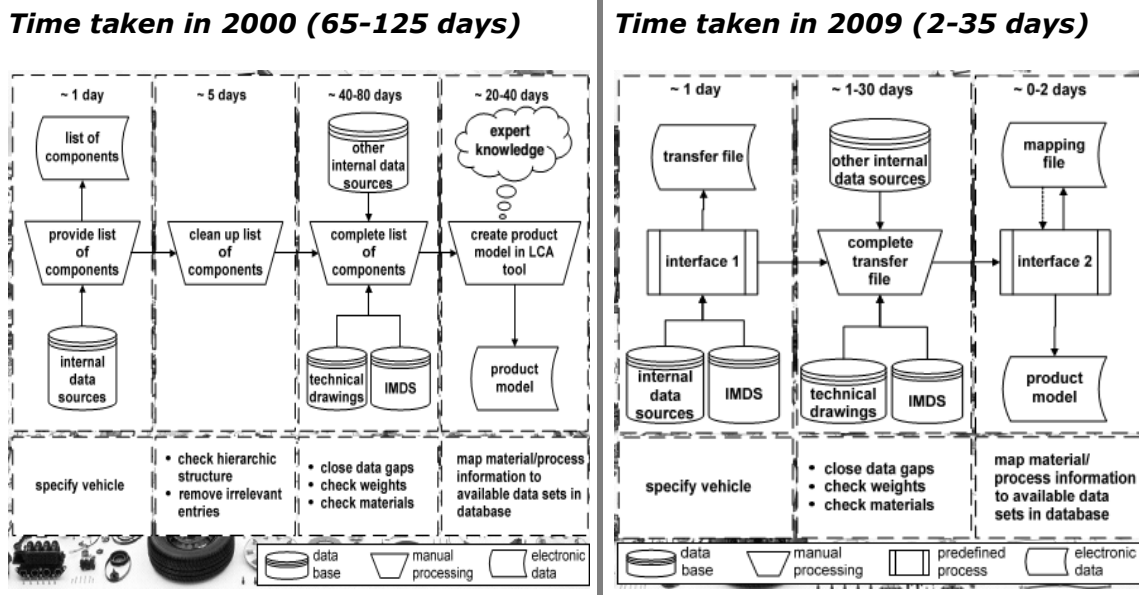 Time taken in 2000 (65-125 days)
~ 1 day
~ 5 days
~ 40-80 days
~ 20-40 days
list of
components
other
internal data
sources
expert
knowledge
provide list
of
components
clean up list
of
components
complete list
of
components
create product
model in LCA
tool
internal
data
sources
technical
drawings
IMDS
product
model
specify vehicle
• check hierarchic
structure
• remove irrelevant
entries
• close data gaps
• check weights
• check materials
map material/process
information to
available data sets in
database
data
base
manual
processing
electronic
data
Time taken in 2009 (2-35 days)
~ 1 day
~ 1-30 days
~ 0-2 days
transfer file
other internal
data sources
mapping
file
interface 1
complete
transfer
file
interface 2
internal
data
sources
IMDS
technical
drawings
IMDS
product
model
specify vehicle
• close data gaps
• check weights
• check materials
map material/
process information
to available data
sets in database
data
base
manual
processing
predefined
process
electronic
data